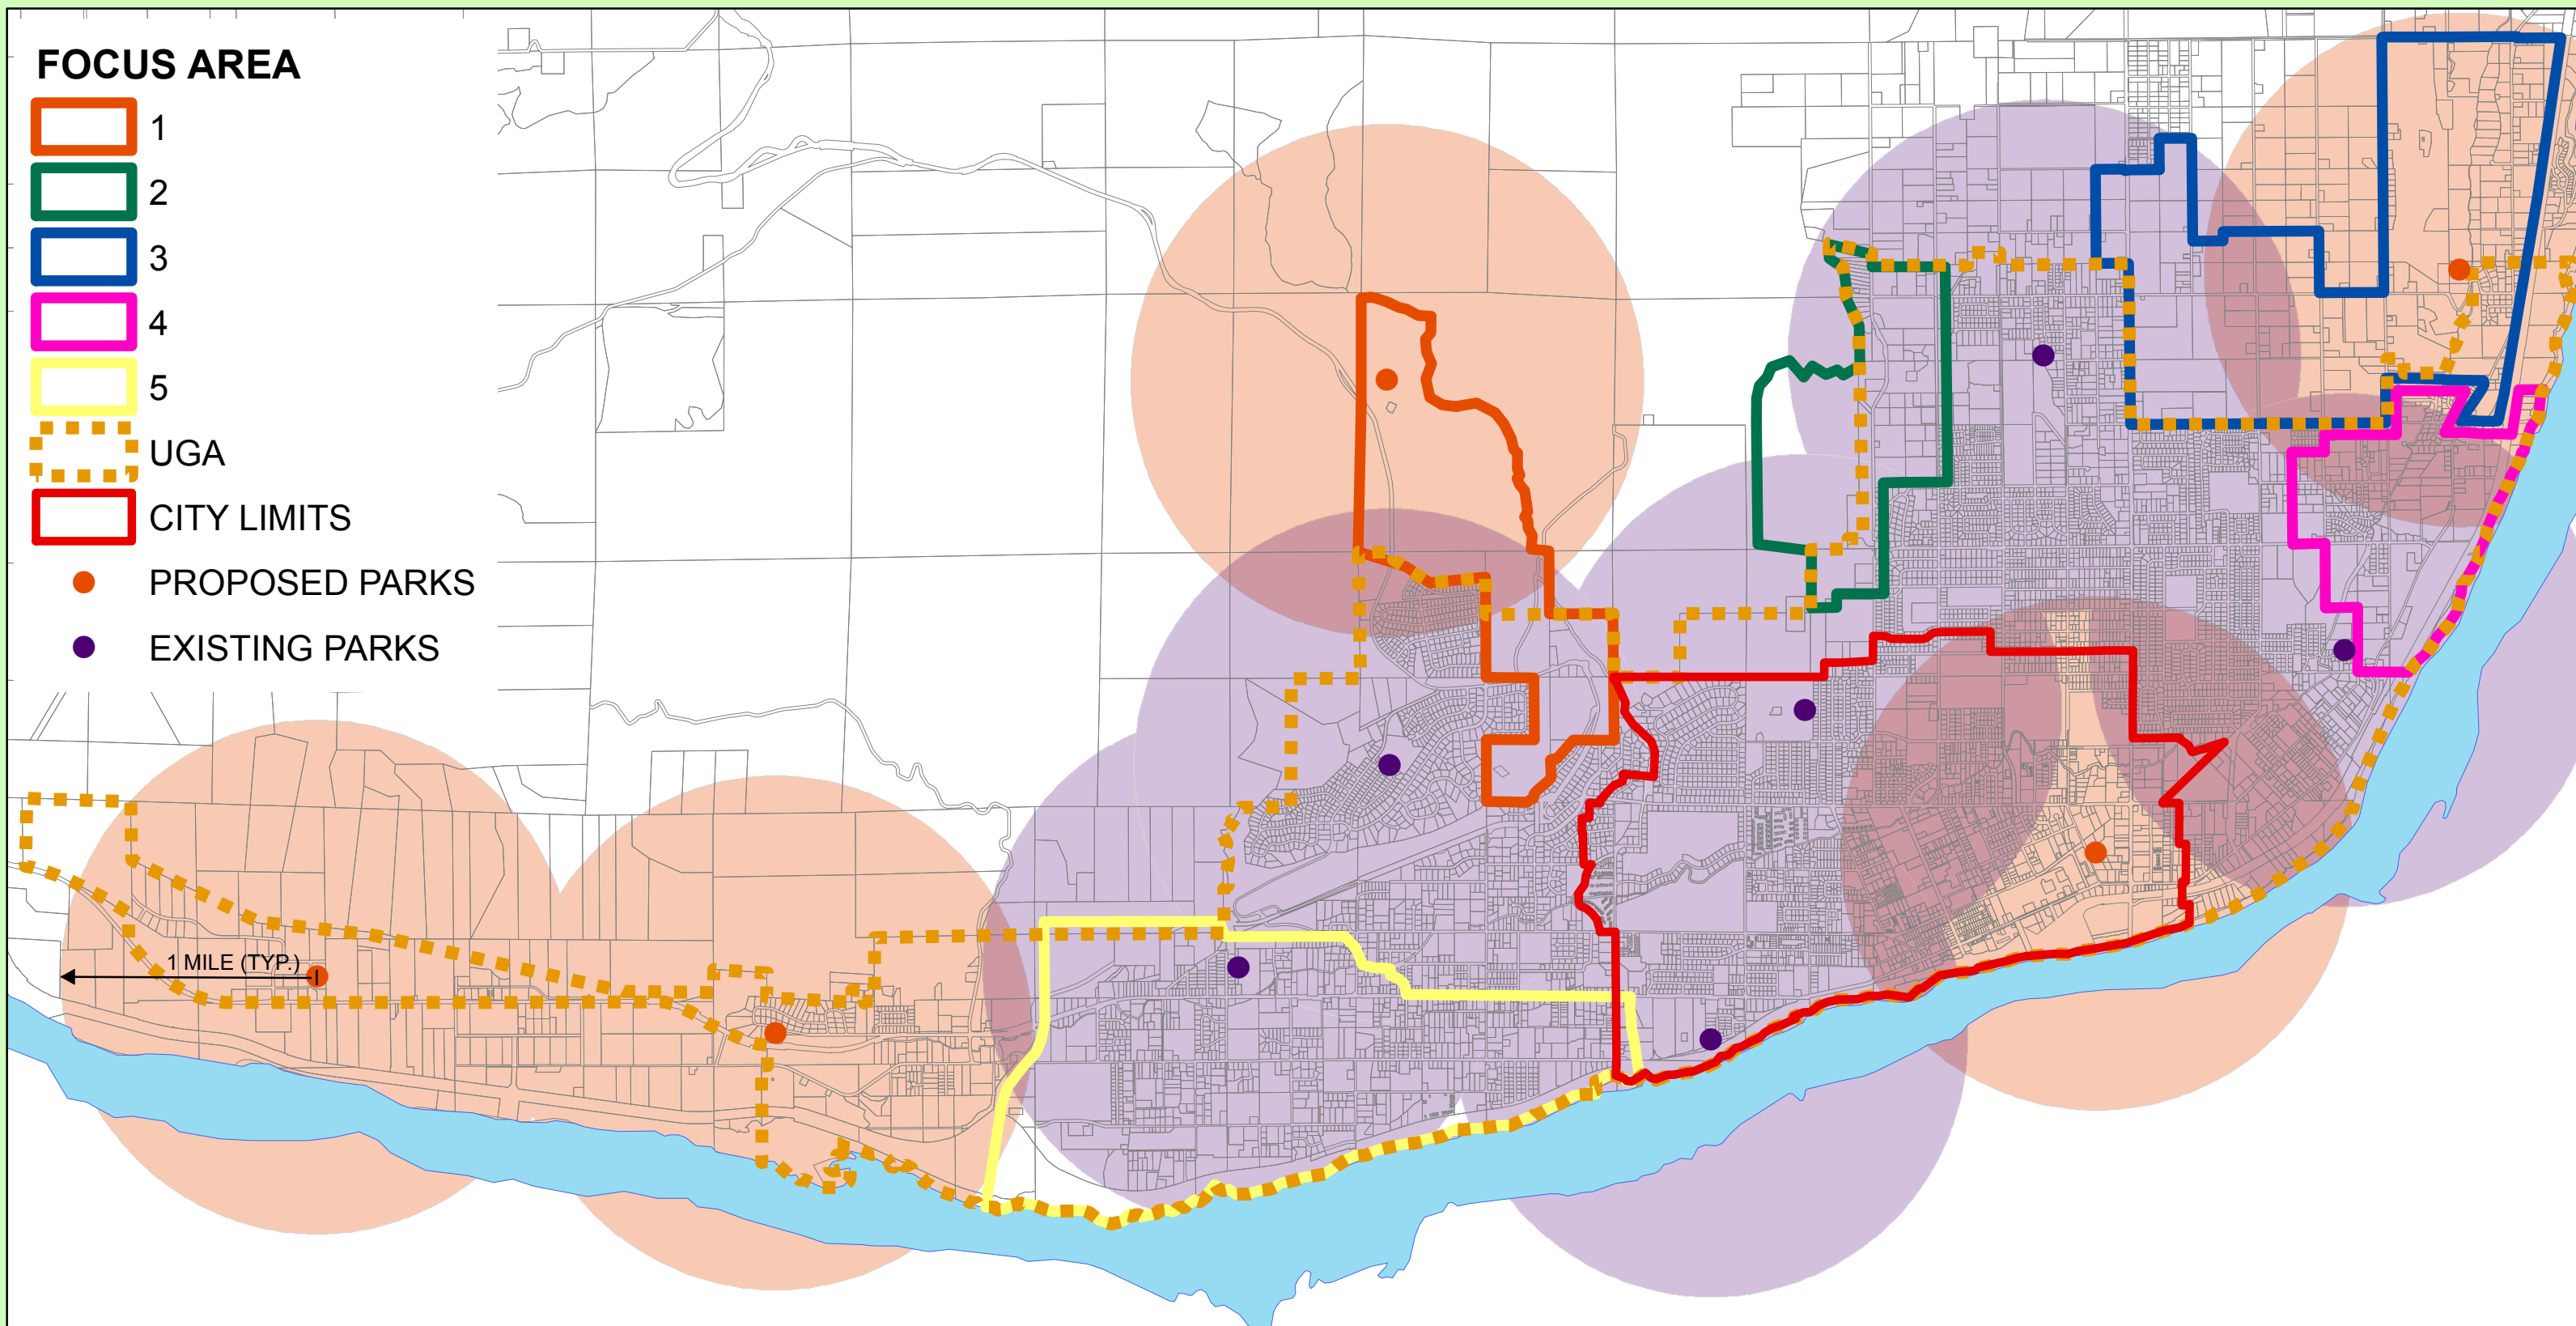 FOCUS AREA
1
2
3
4
5
UGA
CITY LIMITS
PROPOSED PARKS
EXISTING PARKS
1 MILE (TYP.)